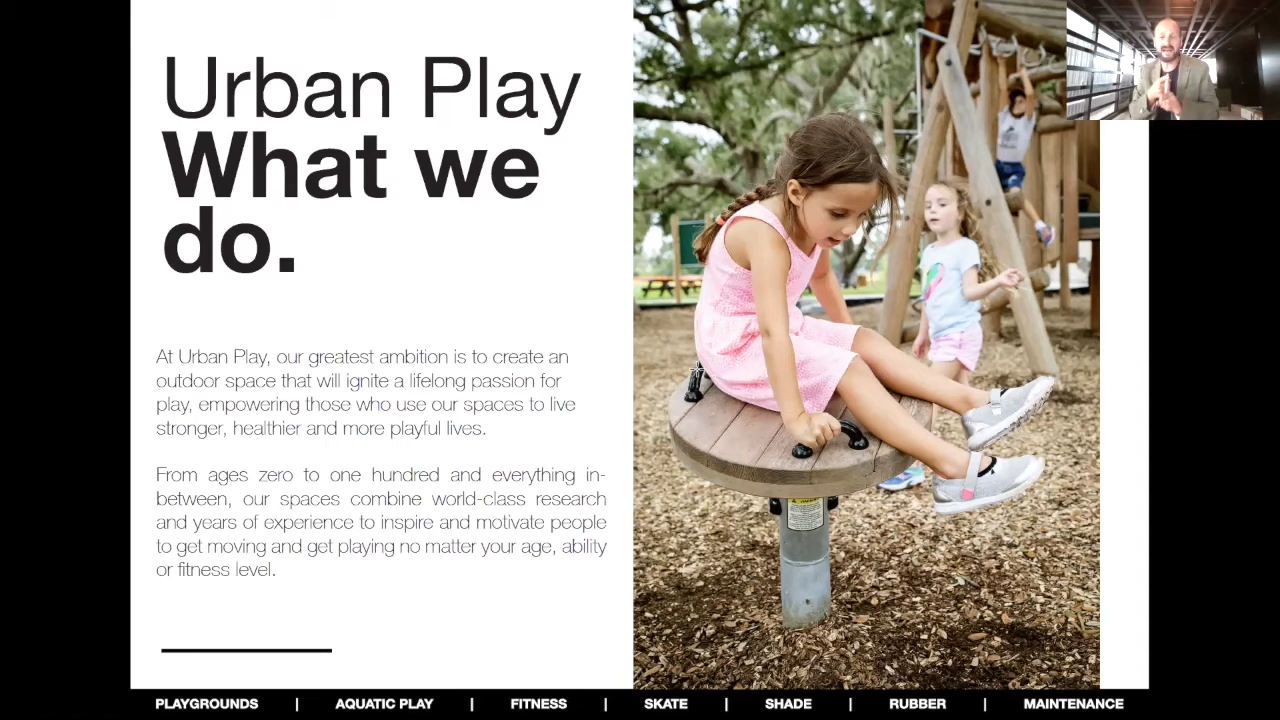 Urban Play
What we
do.
At Urban Play, our greatest ambition is to create an
outdoor space that will ignite a lifelong passion for
play, empowering those who use our spaces to live
stronger, healthier and more playful lives.
From ages zero to one hundred and everything in-
between, our spaces combine world-class research
and years of experience to inspire and motivate people
to get moving and get playing no matter your age, ability
or fitness level.
PLAYGROUNDS | AQUATIC PLAY | FITNESS | SKATE | SHADE | RUBBER | MAINTENANCE